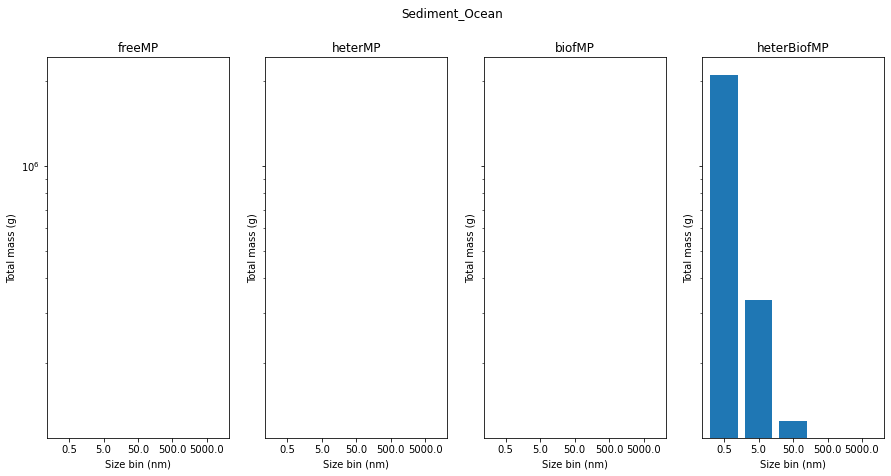 Sediment_Ocean
freeMP
heterMP
biofMP
heterBiofMP
10⁶
Total mass (g)
Total mass (g)
Total mass (g)
Total mass (g)
0.5 5.0 50.0 500.0 5000.0
0.5 5.0 50.0 500.0 5000.0
0.5 5.0 50.0 500.0 5000.0
0.5 5.0 50.0 500.0 5000.0
Size bin (nm)
Size bin (nm)
Size bin (nm)
Size bin (nm)